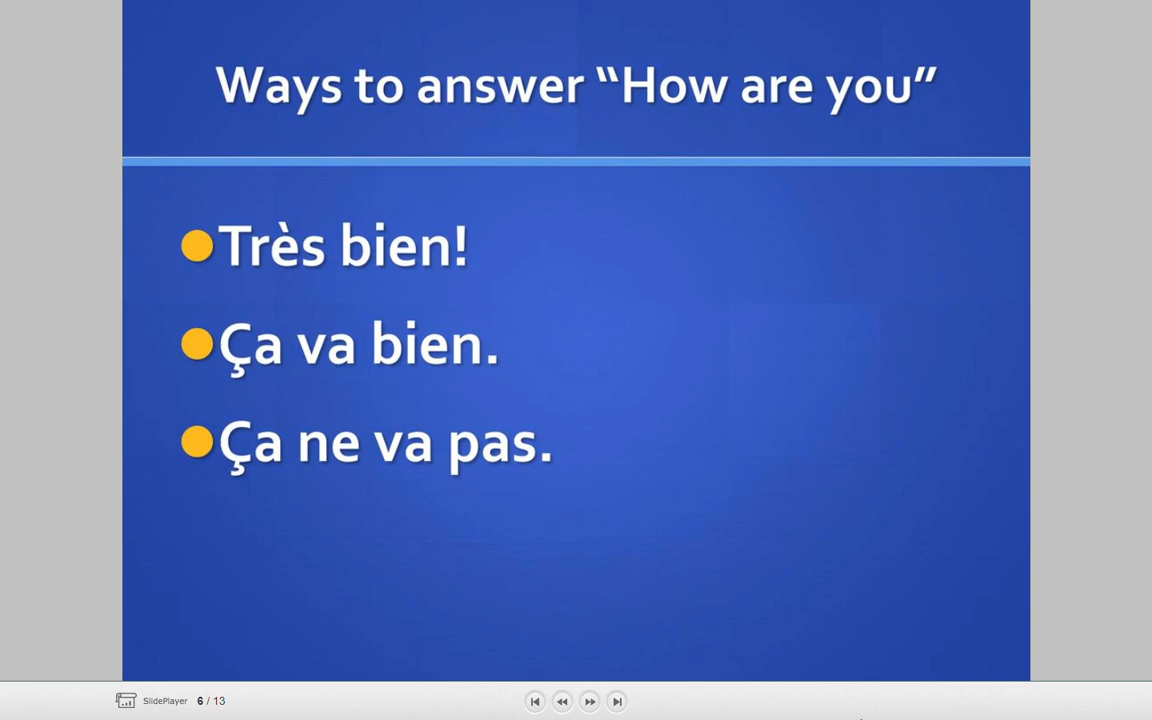 Ways to answer “How are you”
Très bien!
Ça va bien.
Ça ne va pas.
SlidePlayer 6 / 13